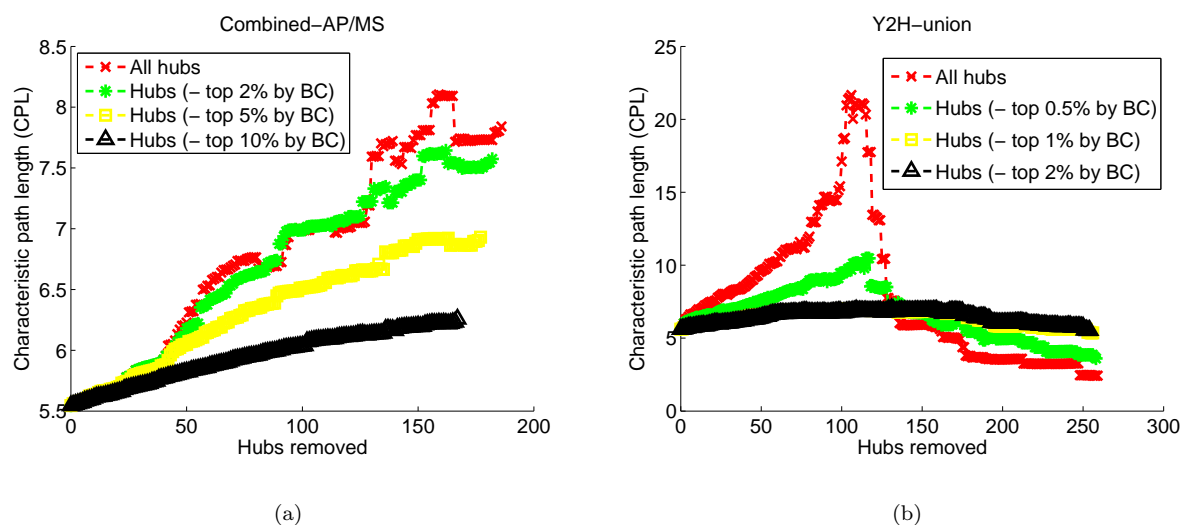 Combined−AP/MS
Characteristic path length (CPL)
8.5
8
7.5
7
6.5
6
5.5
0
50
100
150
200
Hubs removed
All hubs
Hubs (− top 2% by BC)
Hubs (− top 5% by BC)
Hubs (− top 10% by BC)
(a)
Y2H−union
Characteristic path length (CPL)
25
20
15
10
5
0
0
50
100
150
200
250
300
Hubs removed
All hubs
Hubs (− top 0.5% by BC)
Hubs (− top 1% by BC)
Hubs (− top 2% by BC)
(b)